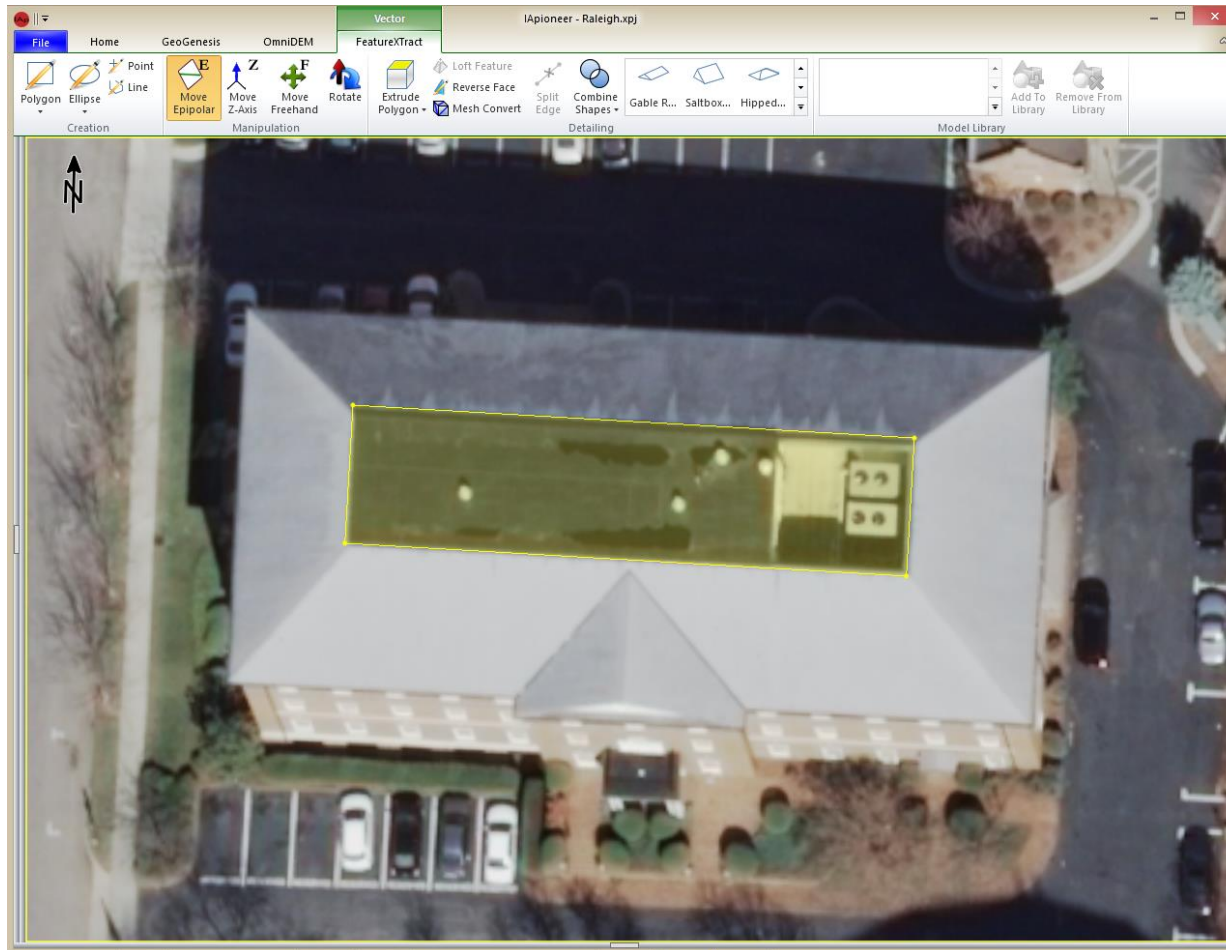 IAp
Vector
IApioneer - Raleigh.xpj
File Home GeoGenesis OmniDEM FeatureXTract
Polygon Ellipse Point Line
Move Epipolar E
Move Z-Axis Z
Move Freehand F
Rotate
Extrude Polygon
Loft Feature
Reverse Face
Mesh Convert
Split Edge
Combine Shapes
Gable R... Saltbox... Hipped...
Add To Library
Remove From Library
Creation Manipulation Detailing Model Library
N